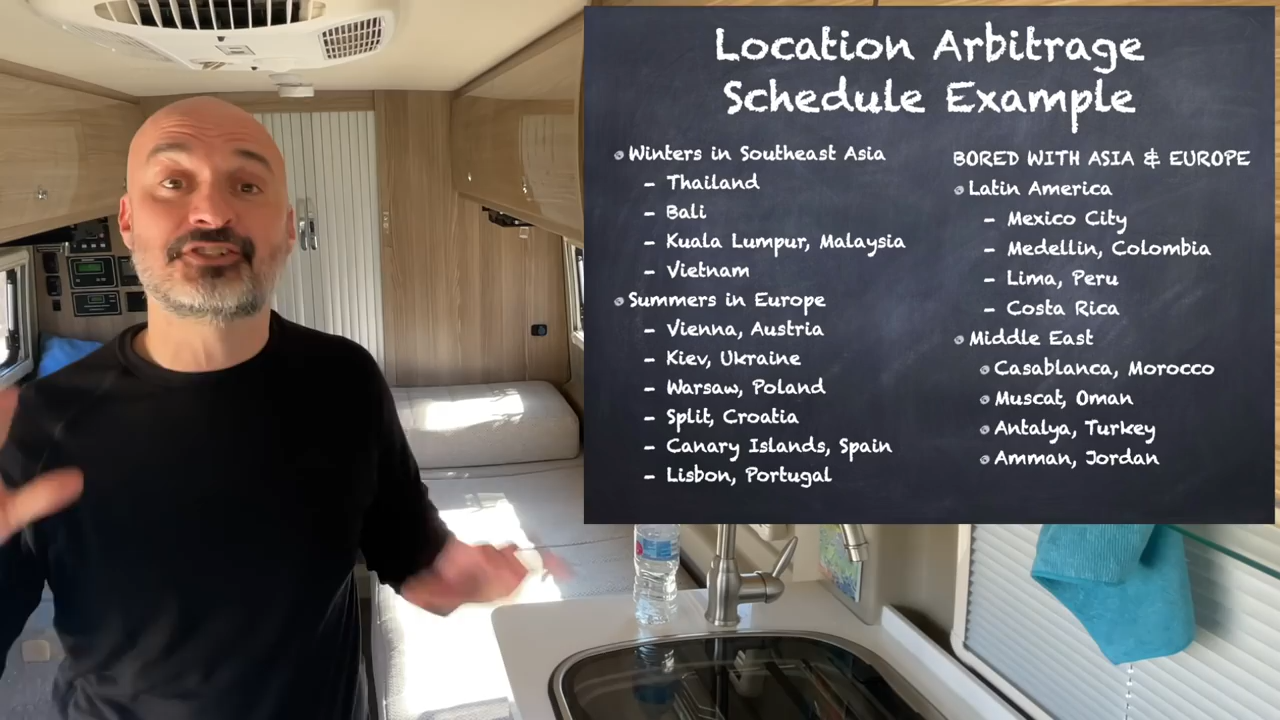 Location Arbitrage
Schedule Example
Winters in Southeast Asia
- Thailand
- Bali
- Kuala Lumpur, Malaysia
- Vietnam
Summers in Europe
- Vienna, Austria
- Kiev, Ukraine
- Warsaw, Poland
- Split, Croatia
- Canary Islands, Spain
- Lisbon, Portugal
BORED WITH ASIA & EUROPE
Latin America
- Mexico City
- Medellin, Colombia
- Lima, Peru
- Costa Rica
Middle East
Casablanca, Morocco
Muscat, Oman
Antalya, Turkey
Amman, Jordan